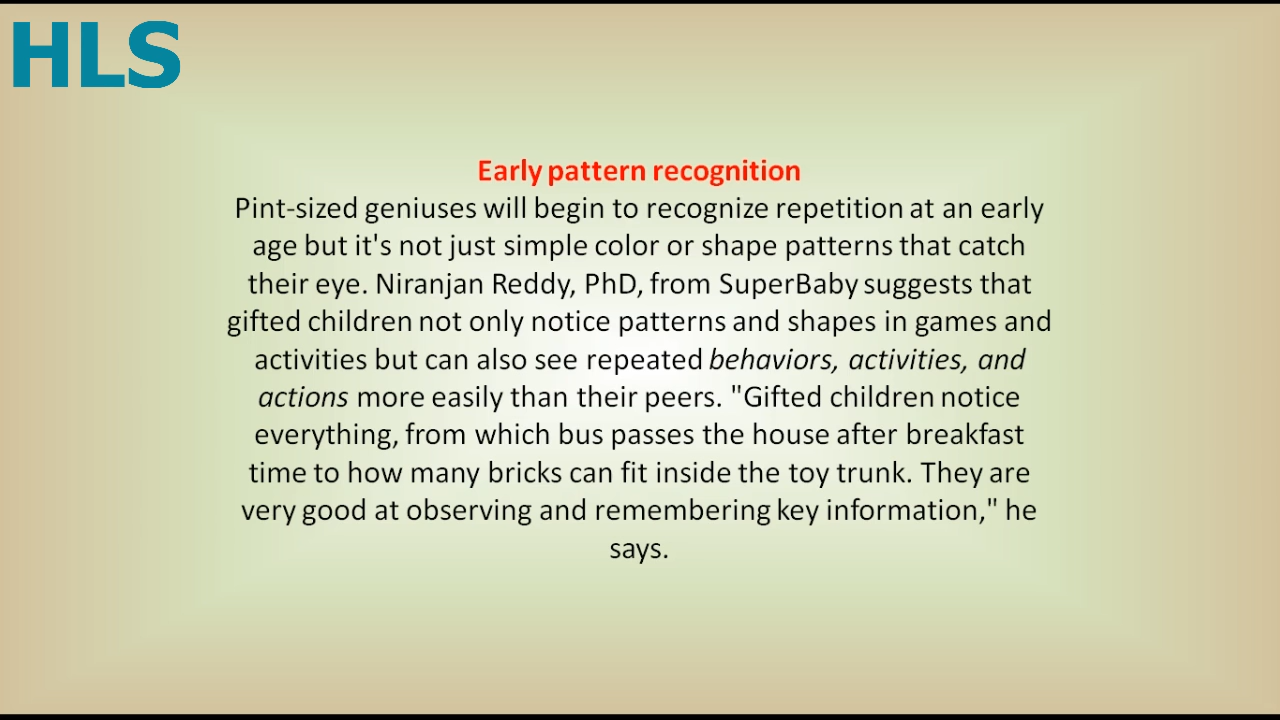 HLS
Early pattern recognition
Pint-sized geniuses will begin to recognize repetition at an early
age but it's not just simple color or shape patterns that catch
their eye. Niranjan Reddy, PhD, from SuperBaby suggests that
gifted children not only notice patterns and shapes in games and
activities but can also see repeated behaviors, activities, and
actions more easily than their peers. "Gifted children notice
everything, from which bus passes the house after breakfast
time to how many bricks can fit inside the toy trunk. They are
very good at observing and remembering key information," he
says.